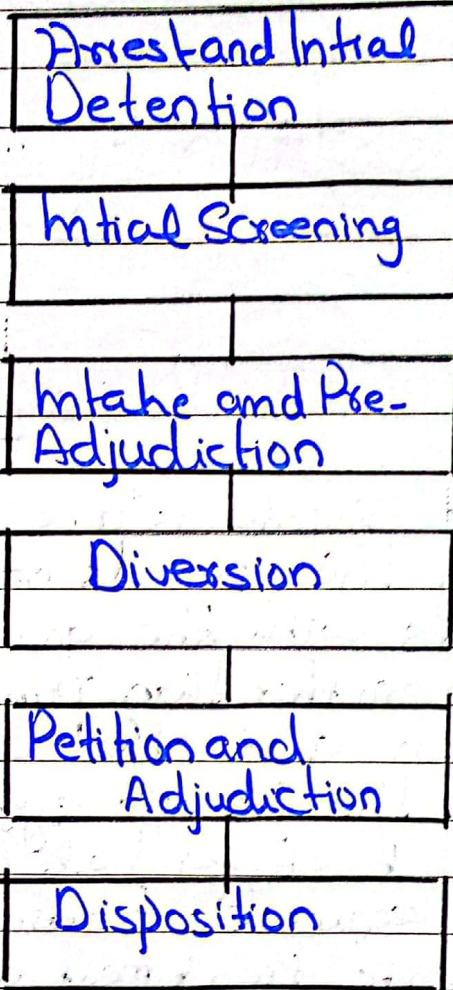 Arrest and Intial
Detention
Intial Screening
Intake and Pre-
Adjudiction
Diversion
Petition and
Adjudiction
Disposition